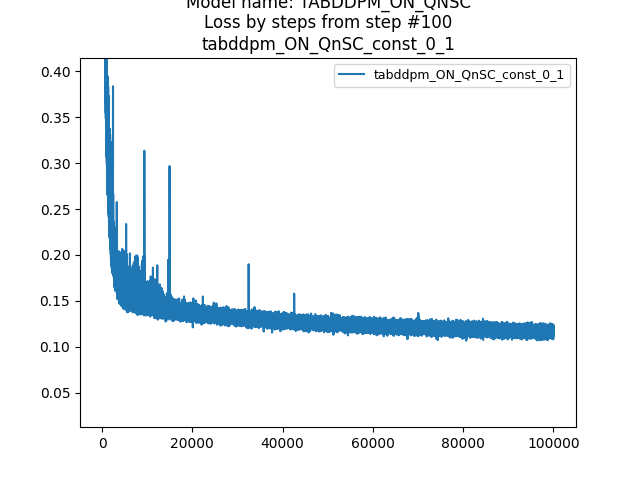 Model name: TABDDPM_ON_QNSC
Loss by steps from step #100
tabddpm_ON_QnSC_const_0_1
tabddpm_ON_QnSC_const_0_1
0.40
0.35
0.30
0.25
0.20
0.15
0.10
0.05
0 20000 40000 60000 80000 100000